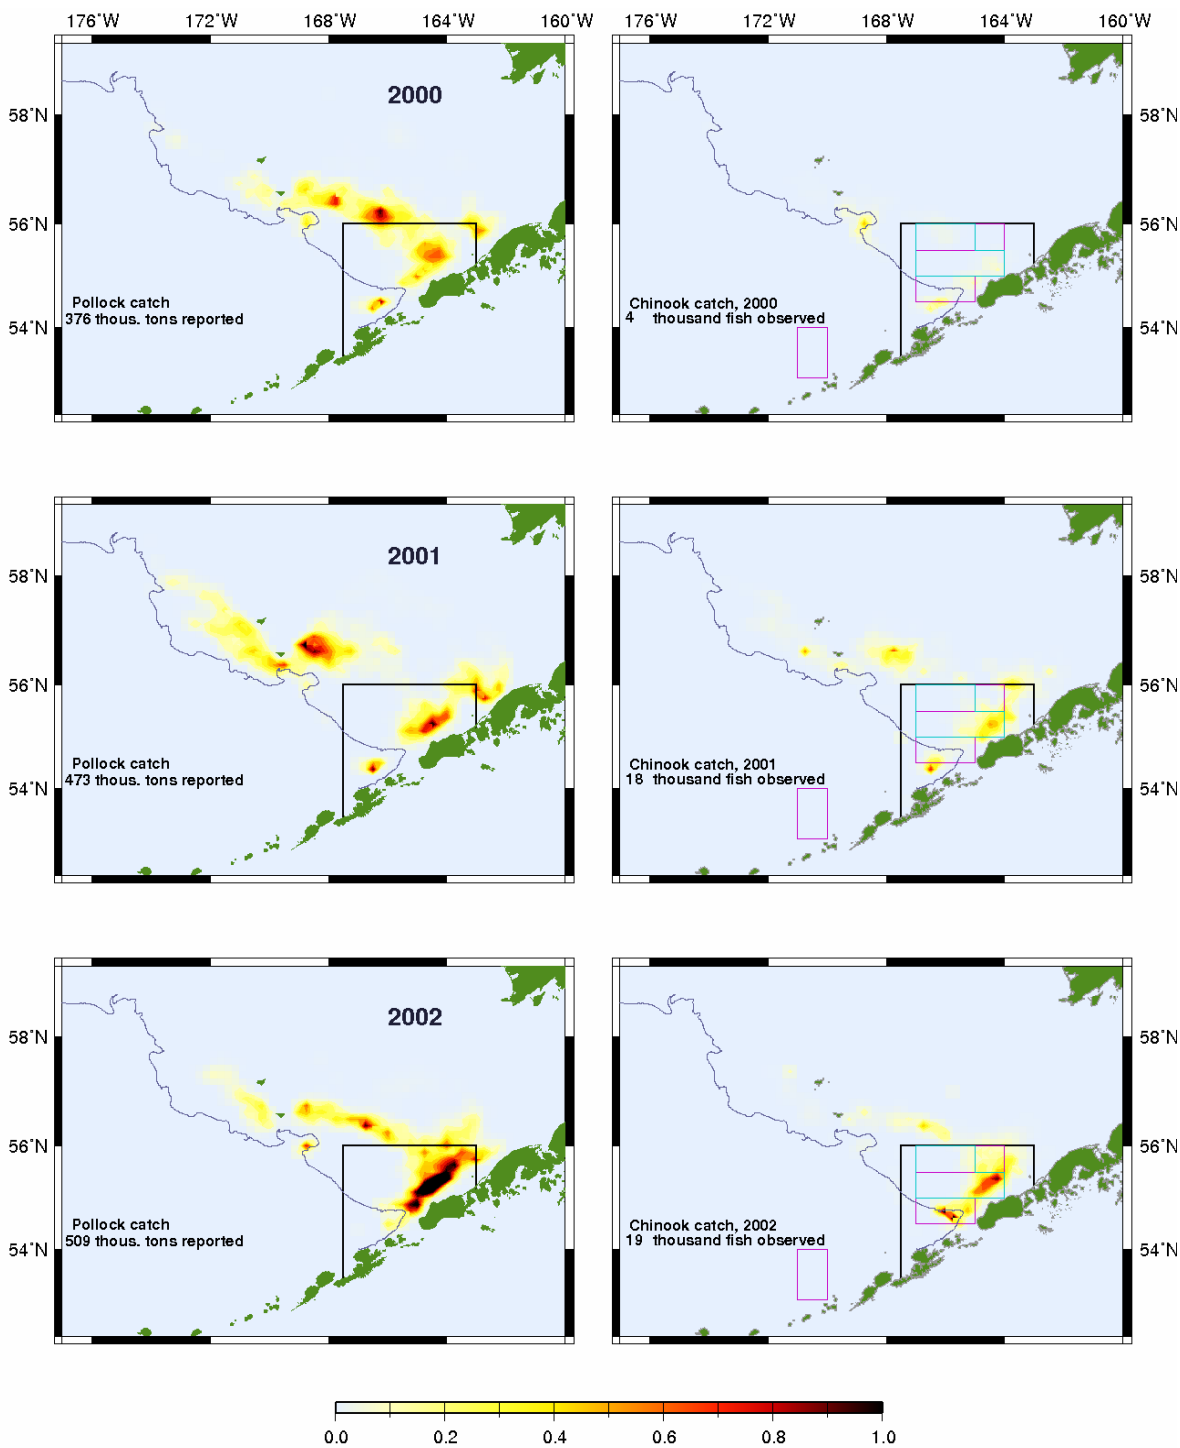 176°W 172°W 168°W 164°W 176°W 172°W 168°W 164°W 160°W
2000
58°N 58°N
56°N 56°N
Pollock catch
376 thous. tons reported
Chinook catch, 2000
4 thousand fish observed
54°N 54°N
2001
58°N 58°N
56°N 56°N
Pollock catch
473 thous. tons reported
Chinook catch, 2001
18 thousand fish observed
54°N 54°N
2002
58°N 58°N
56°N 56°N
Pollock catch
509 thous. tons reported
Chinook catch, 2002
19 thousand fish observed
54°N 54°N
0.0 0.2 0.4 0.6 0.8 1.0